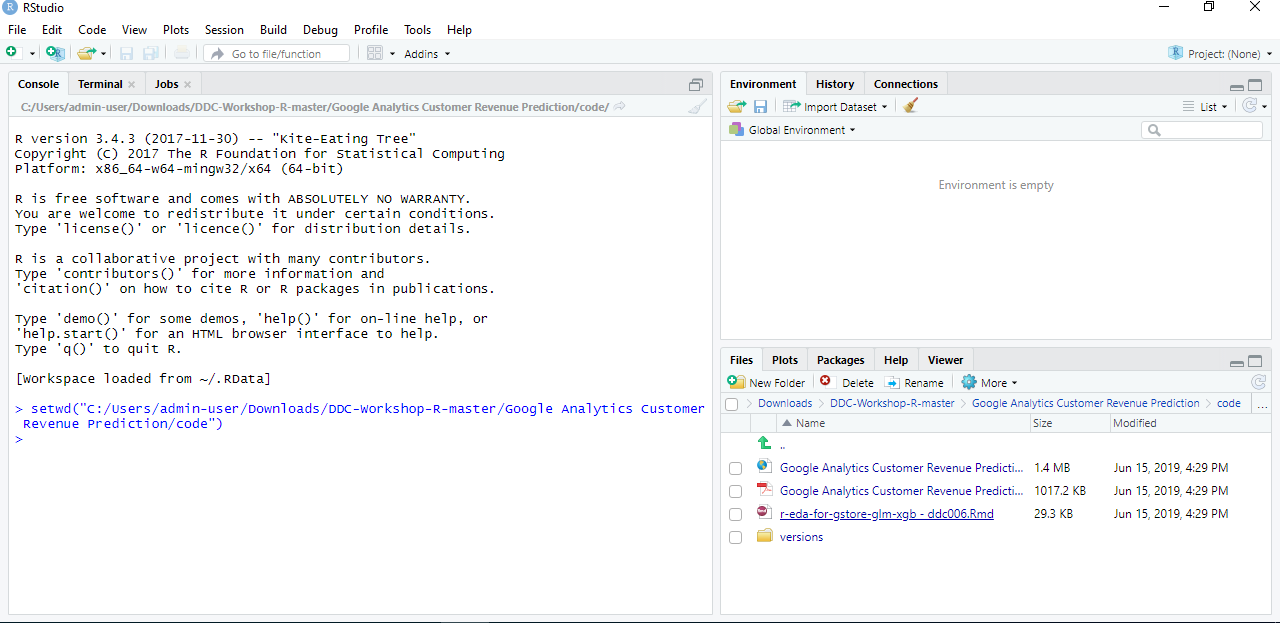 RStudio
File Edit Code View Plots Session Build Debug Profile Tools Help
Go to file/function Addins Project: (None)
Console Terminal Jobs
C:/Users/admin-user/Downloads/DDC-Workshop-R-master/Google Analytics Customer Revenue Prediction/code/
R version 3.4.3 (2017-11-30) -- "Kite-Eating Tree"
Copyright (C) 2017 The R Foundation for Statistical Computing
Platform: x86_64-w64-mingw32/x64 (64-bit)
R is free software and comes with ABSOLUTELY NO WARRANTY.
You are welcome to redistribute it under certain conditions.
Type 'license()' or 'licence()' for distribution details.
R is a collaborative project with many contributors.
Type 'contributors()' for more information and
'citation()' on how to cite R or R packages in publications.
Type 'demo()' for some demos, 'help()' for on-line help, or
'help.start()' for an HTML browser interface to help.
Type 'q()' to quit R.
[Workspace loaded from ~/.RData]
> setwd("C:/Users/admin-user/Downloads/DDC-Workshop-R-master/Google Analytics Customer
Revenue Prediction/code")
>
Environment History Connections
Import Dataset List
Global Environment
Environment is empty
Files Plots Packages Help Viewer
New Folder Delete Rename More
Downloads DDC-Workshop-R-master Google Analytics Customer Revenue Prediction code ...
Name Size Modified
..
Google Analytics Customer Revenue Predicti... 1.4 MB Jun 15, 2019, 4:29 PM
Google Analytics Customer Revenue Predicti... 1017.2 KB Jun 15, 2019, 4:29 PM
r-eda-for-gstore-glm-xgb - ddc006.Rmd 29.3 KB Jun 15, 2019, 4:29 PM
versions